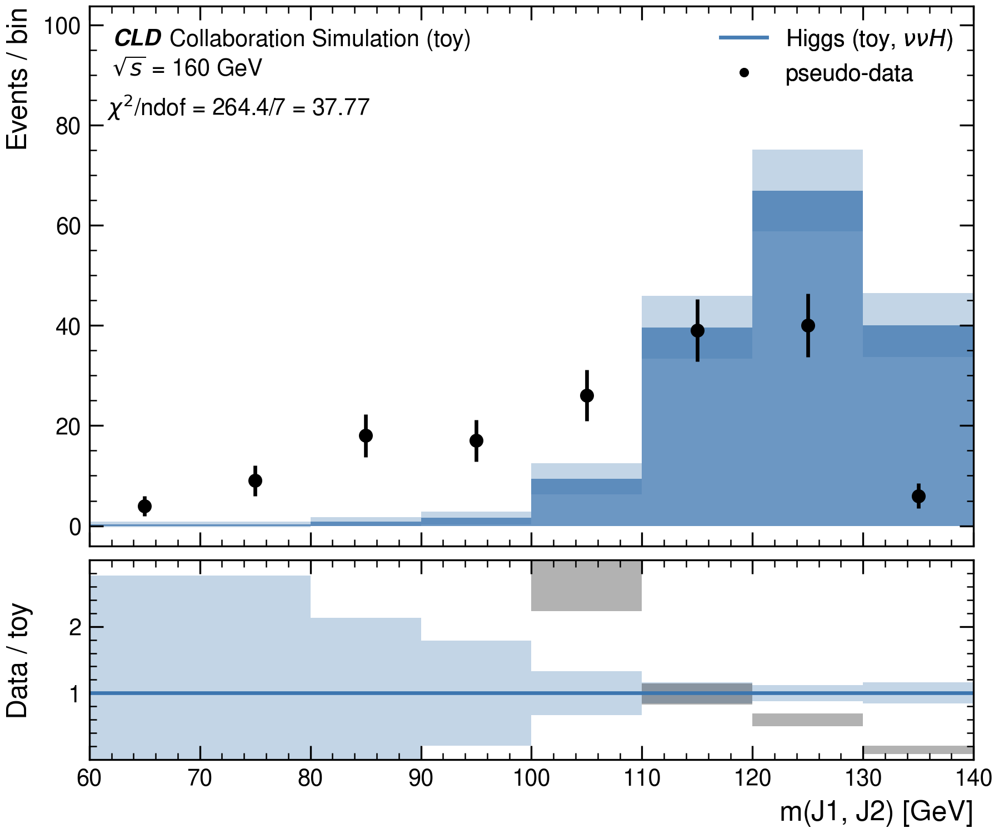 CLD Collaboration Simulation (toy)
√s = 160 GeV
χ²/ndof = 264.4/7 = 37.77
Higgs (toy, ννH)
pseudo-data
Events / bin
100
80
60
40
20
0
Data / toy
2
1
60 70 80 90 100 110 120 130 140
m(J1, J2) [GeV]